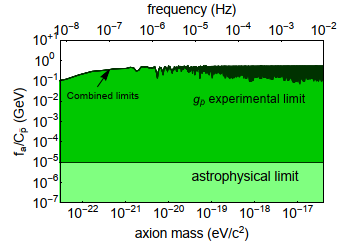 frequency (Hz)
10⁻⁸ 10⁻⁷ 10⁻⁶ 10⁻⁵ 10⁻⁴ 10⁻³ 10⁻²
10⁺¹
10⁰
10⁻¹
10⁻²
10⁻³
10⁻⁴
10⁻⁵
10⁻⁶
10⁻⁷
fₐ/Cₚ̄ (GeV)
Combined limits
gₚ̄ experimental limit
astrophysical limit
10⁻²² 10⁻²¹ 10⁻²⁰ 10⁻¹⁹ 10⁻¹⁸ 10⁻¹⁷
axion mass (eV/c²)